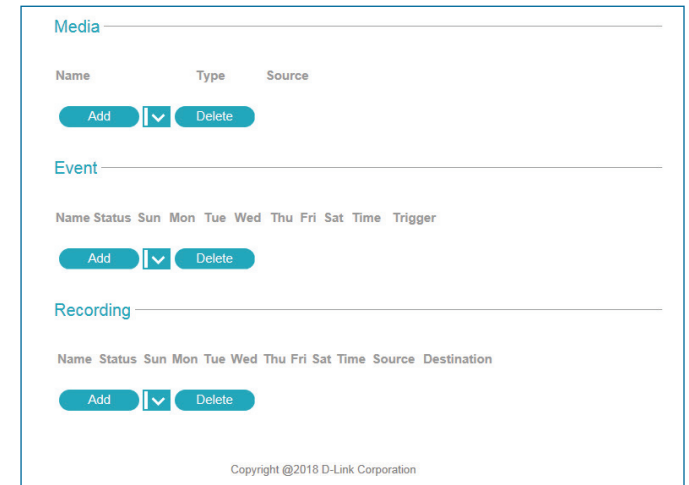 Media
Name Type Source
Add Delete
Event
Name Status Sun Mon Tue Wed Thu Fri Sat Time Trigger
Add Delete
Recording
Name Status Sun Mon Tue Wed Thu Fri Sat Time Source Destination
Add Delete
Copyright @2018 D-Link Corporation